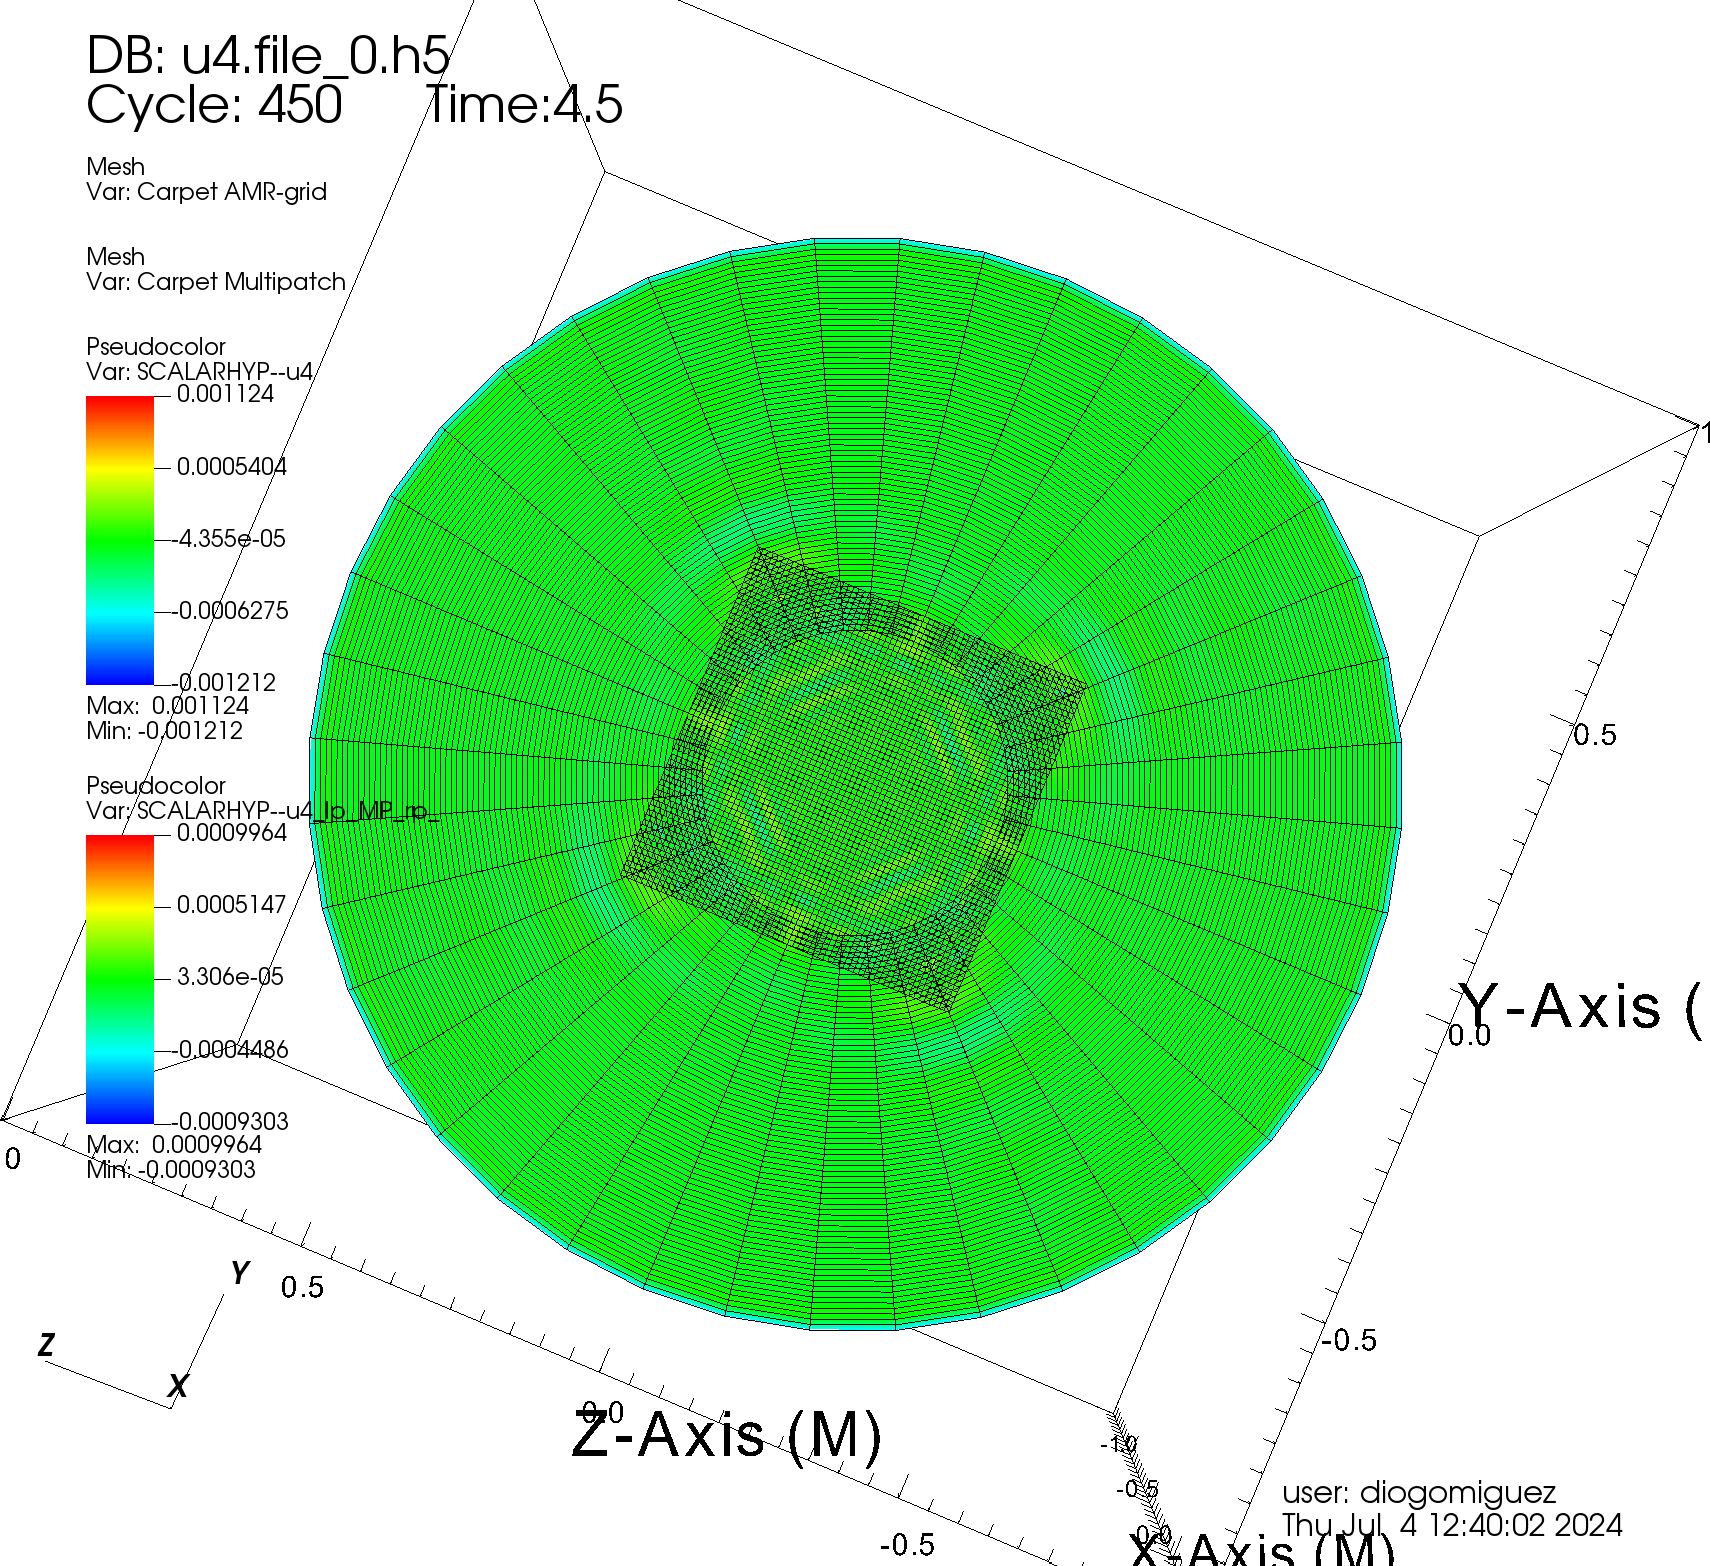 DB: u4.file_0.h5
Cycle: 450 Time:4.5
Mesh
Var: Carpet AMR-grid
Mesh
Var: Carpet Multipatch
Pseudocolor
Var: SCALARHYP--u4
0.001124
0.0005404
-4.355e-05
-0.0006275
-0.001212
Max: 0.001124
Min: -0.001212
Pseudocolor
Var: SCALARHYP--u4_Ip_MP_rp_
0.0009964
0.0005147
3.306e-05
-0.0004486
-0.0009303
Max: 0.0009964
Min: -0.0009303
1
0.5
Y-Axis (
0.0
-0.5
0
0.5
0.0
Z-Axis (M)
-0.5
Y
Z
X
-1.0
-0.5
0.0
X-Axis (M)
user: diogomiguez
Thu Jul 4 12:40:02 2024